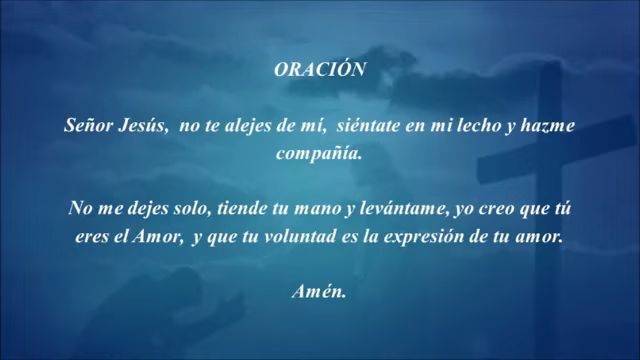 ORACIÓN
Señor Jesús, no te alejes de mí, siéntate en mi lecho y hazme
compañía.
No me dejes solo, tiende tu mano y levántame, yo creo que tú
eres el Amor, y que tu voluntad es la expresión de tu amor.
Amén.